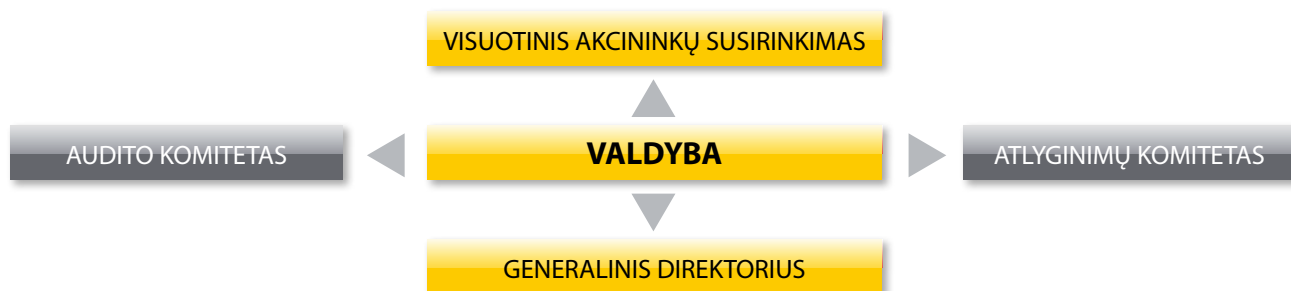 VISUOTINIS AKCININKŲ SUSIRINKIMAS
AUDITO KOMITETAS
VALDYBA
ATLYGINIMŲ KOMITETAS
GENERALINIS DIREKTORIUS